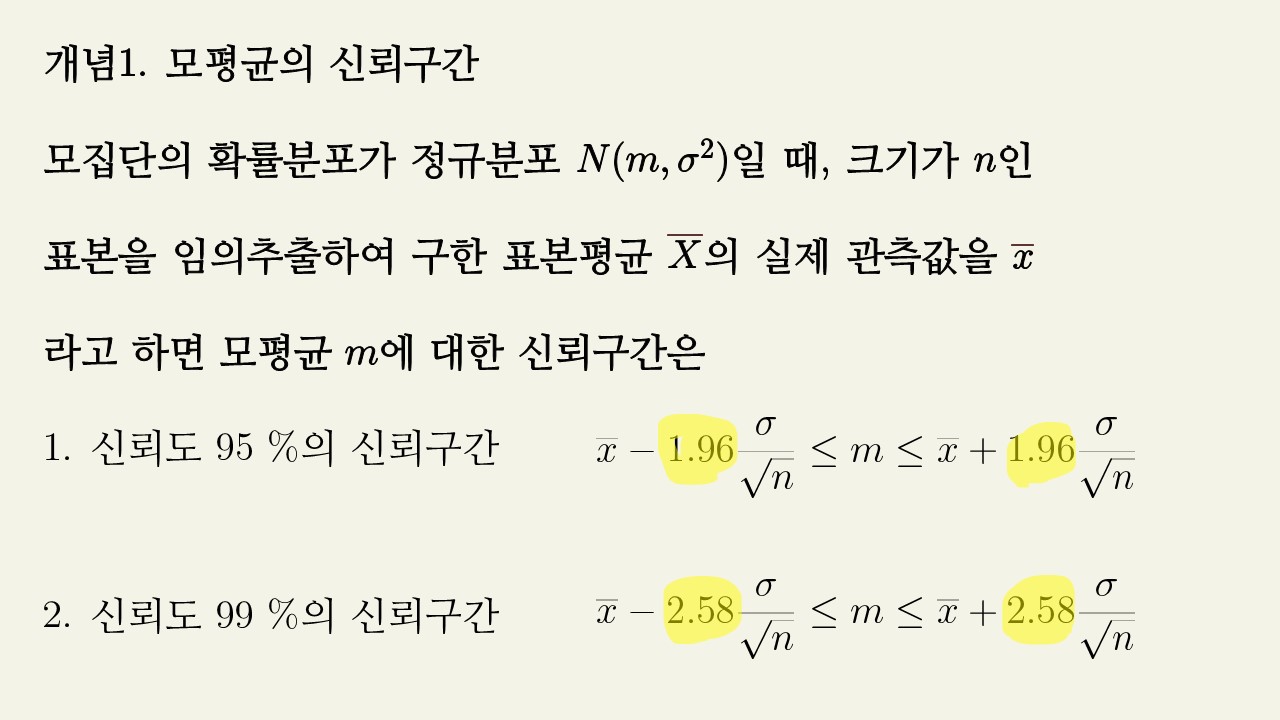 개념1. 모평균의 신뢰구간
모집단의 확률분포가 정규분포 $N(m, \sigma^2)$일 때, 크기가 $n$인
표본을 임의추출하여 구한 표본평균 $\overline{X}$의 실제 관측값을 $\overline{x}$
라고 하면 모평균 $m$에 대한 신뢰구간은
1. 신뢰도 95 %의 신뢰구간 $\overline{x} - 1.96\frac{\sigma}{\sqrt{n}} \leq m \leq \overline{x} + 1.96\frac{\sigma}{\sqrt{n}}$
2. 신뢰도 99 %의 신뢰구간 $\overline{x} - 2.58\frac{\sigma}{\sqrt{n}} \leq m \leq \overline{x} + 2.58\frac{\sigma}{\sqrt{n}}$